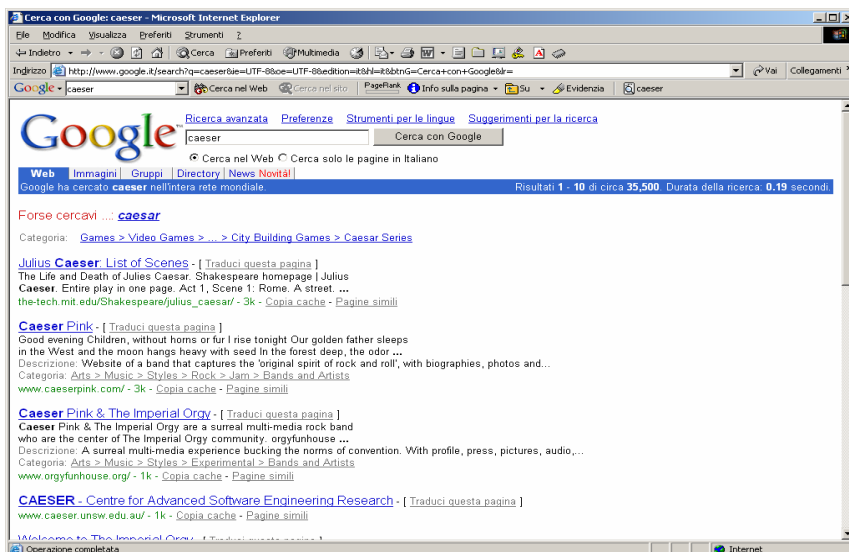 Cerca con Google: caeser - Microsoft Internet Explorer
File Modifica Visualizza Preferiti Strumenti ?
Indietro Cerca Preferiti Multimedia
Indirizzo http://www.google.it/search?q=caeser&ie=UTF-8&oe=UTF-8&edition=it&hl=it&btnG=Cerca+con+Google&lr= Vai Collegamenti
Google caeser Cerca nel Web Cerca nel sito PageRank Info sulla pagina Su Evidenzia caeser
Google Ricerca avanzata Preferenze Strumenti per le lingue Suggerimenti per la ricerca
caeser Cerca con Google
Cerca nel Web Cerca solo le pagine in Italiano
Web Immagini Gruppi Directory News Novità!
Google ha cercato caeser nell'intera rete mondiale. Risultati 1 - 10 di circa 35,500. Durata della ricerca: 0.19 secondi.
Forse cercavi ...: caesar
Categoria: Games > Video Games > ... > City Building Games > Caesar Series
Julius Caeser: List of Scenes - [ Traduci questa pagina ]
The Life and Death of Julies Caesar. Shakespeare homepage | Julius
Caeser. Entire play in one page. Act 1, Scene 1: Rome. A street. ...
the-tech.mit.edu/Shakespeare/julius_caesar/ - 3k - Copia cache - Pagine simili
Caeser Pink - [ Traduci questa pagina ]
Good evening Children, without horns or fur I rise tonight Our golden father sleeps
in the West and the moon hangs heavy with seed In the forest deep, the odor ...
Descrizione: Website of a band that captures the 'original spirit of rock and roll', with biographies, photos and...
Categoria: Arts > Music > Styles > Rock > Jam > Bands and Artists
www.caeserpink.com/ - 3k - Copia cache - Pagine simili
Caeser Pink & The Imperial Orgy - [ Traduci questa pagina ]
Caeser Pink & The Imperial Orgy are a surreal multi-media rock band
who are the center of The Imperial Orgy community. orgyfunhouse ...
Descrizione: A surreal multi-media experience bucking the norms of convention. With profile, press, pictures, audio,...
Categoria: Arts > Music > Styles > Experimental > Bands and Artists
www.orgyfunhouse.org/ - 1k - Copia cache - Pagine simili
CAESER - Centre for Advanced Software Engineering Research - [ Traduci questa pagina ]
www.caeser.unsw.edu.au/ - 1k - Copia cache - Pagine simili
Welcome to The Imperial Orgy - [ Traduci questa pagina ]
Operazione completata Internet